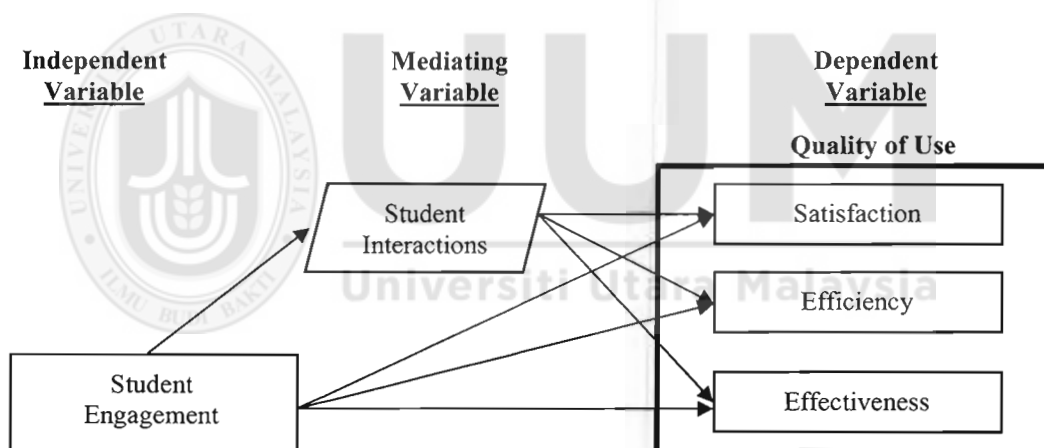 Independent
Variable
Mediating
Variable
Dependent
Variable
Quality of Use
Student
Interactions
Satisfaction
Efficiency
Student
Engagement
Effectiveness
UUM
Universiti Utara Malaysia
UNIVERSITI UTARA MALAYSIA
ILMU BUDI BAKTI